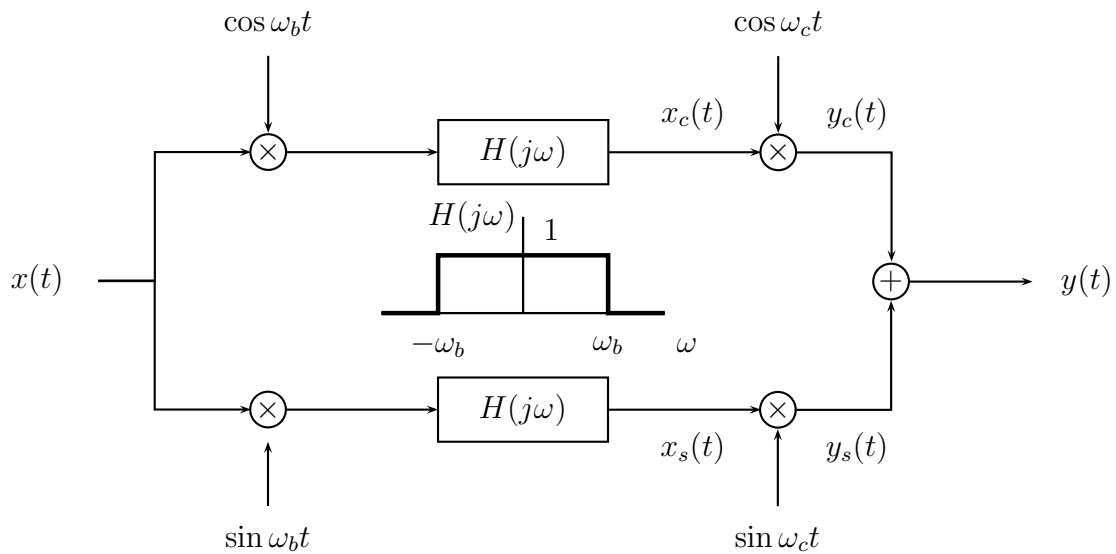 cos ω_b t
cos ω_c t
x_c(t)
y_c(t)
×
H(jω)
×
H(jω)
1
x(t)
+
y(t)
−ω_b
ω_b
ω
×
H(jω)
×
x_s(t)
y_s(t)
sin ω_b t
sin ω_c t